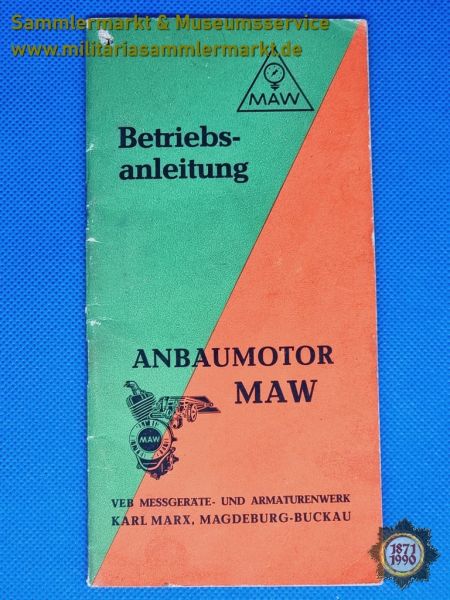 Sammlermarkt & Museumsservice
www.militariasammlermarkt.de
MAW
Betriebs-
anleitung
ANBAUMOTOR
MAW
MAW
VEB MESSGERÄTE- UND ARMATURENWERK
KARL MARX, MAGDEBURG-BUCKAU
1871
1990